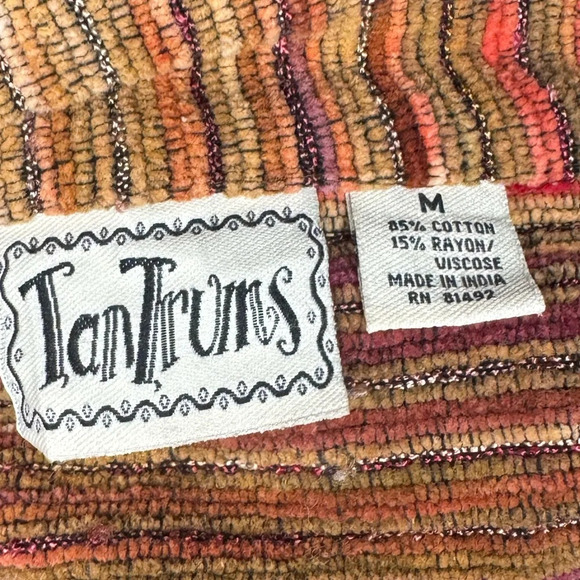 TanTrums
M
85% COTTON
15% RAYON/
VISCOSE
MADE IN INDIA
RN 81492